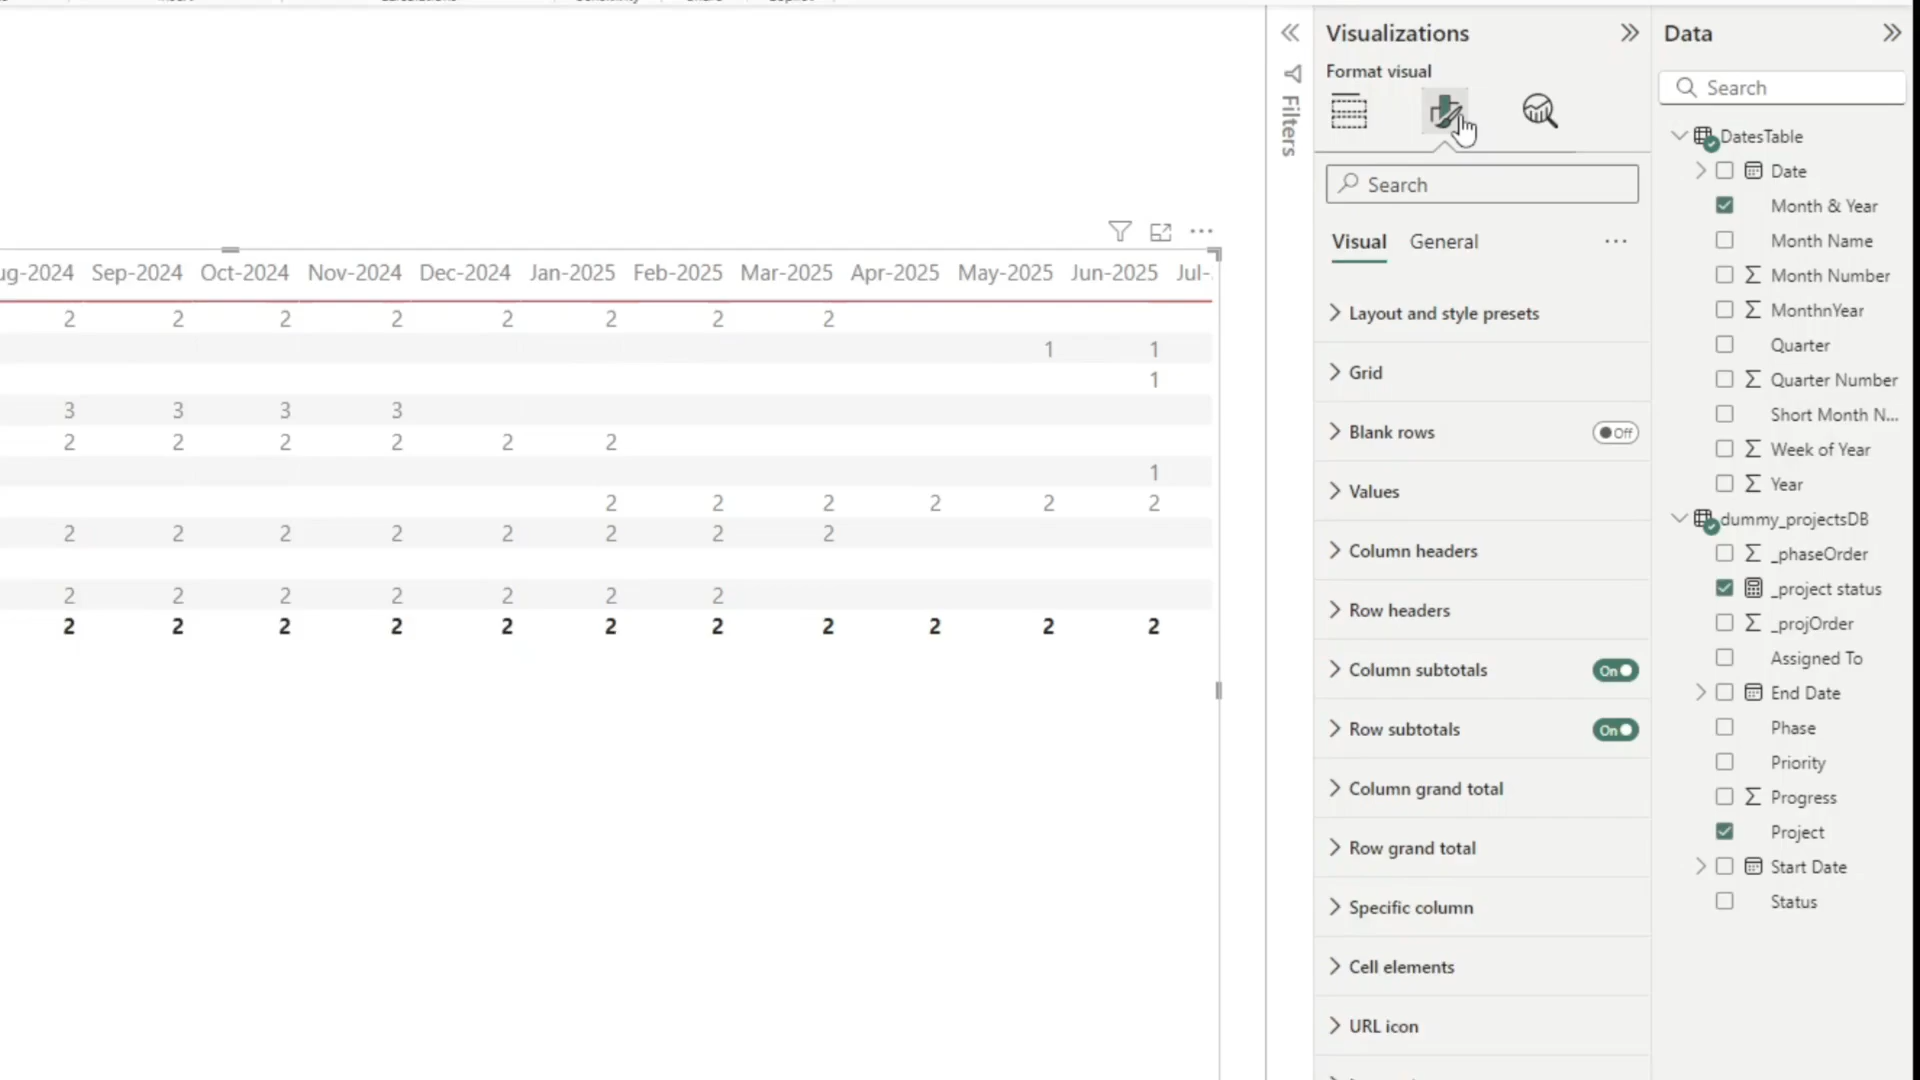 Visualizations
Data
Format visual
Search
Filters
DatesTable
Date
Search
Month & Year
Visual General
Month Name
ug-2024 Sep-2024 Oct-2024 Nov-2024 Dec-2024 Jan-2025 Feb-2025 Mar-2025 Apr-2025 May-2025 Jun-2025 Jul-
Month Number
2 2 2 2 2 2 2 2
Layout and style presets
MonthnYear
1 1
Quarter
1
Grid
Quarter Number
3 3 3 3
Short Month N...
2 2 2 2 2 2
Blank rows Off
Week of Year
1
Year
2 2 2 2 2 2
Values
dummy_projectsDB
2 2 2 2 2 2 2 2
Column headers
_phaseOrder
2 2 2 2 2 2 2
_project status
2 2 2 2 2 2 2 2 2 2 2
Row headers
_projOrder
Column subtotals On
Assigned To
End Date
Row subtotals On
Phase
Priority
Column grand total
Progress
Row grand total
Project
Start Date
Specific column
Status
Cell elements
URL icon